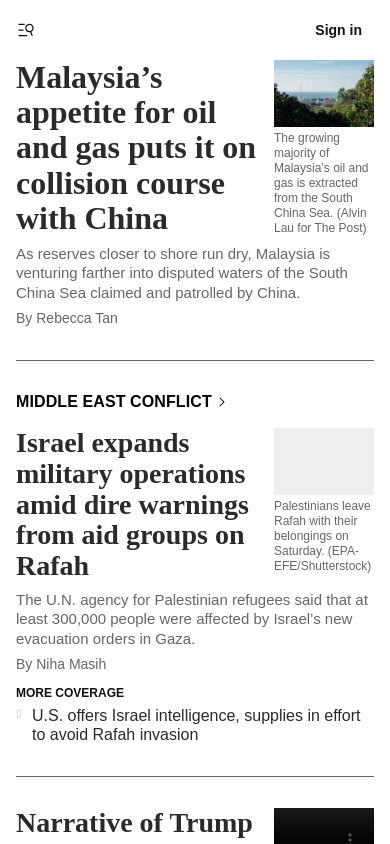 Sign in
Malaysia’s
appetite for oil
and gas puts it on
collision course
with China
The growing
majority of
Malaysia’s oil and
gas is extracted
from the South
China Sea. (Alvin
Lau for The Post)
As reserves closer to shore run dry, Malaysia is
venturing farther into disputed waters of the South
China Sea claimed and patrolled by China.
By Rebecca Tan
MIDDLE EAST CONFLICT
Israel expands
military operations
amid dire warnings
from aid groups on
Rafah
Palestinians leave
Rafah with their
belongings on
Saturday. (EPA-
EFE/Shutterstock)
The U.N. agency for Palestinian refugees said that at
least 300,000 people were affected by Israel’s new
evacuation orders in Gaza.
By Niha Masih
MORE COVERAGE
U.S. offers Israel intelligence, supplies in effort
to avoid Rafah invasion
Narrative of Trump